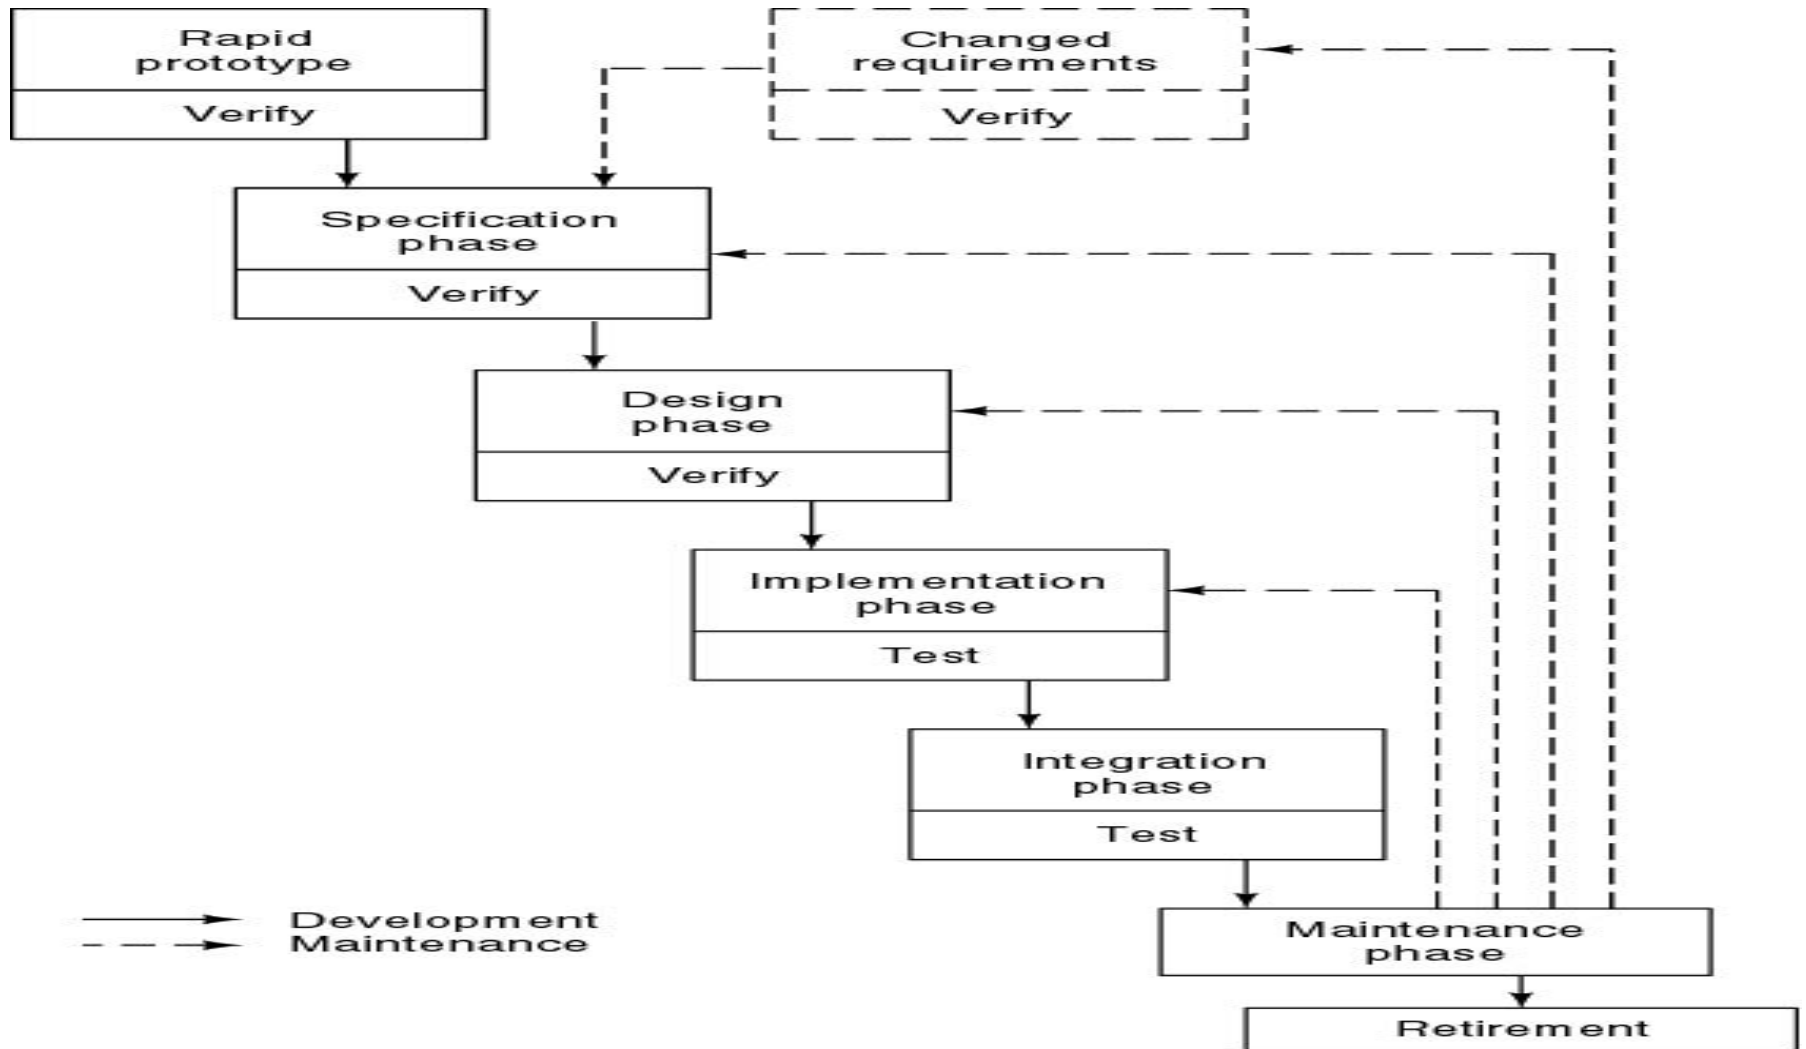 Rapid
prototype
Verify
Changed
requirements
Verify
Specification
phase
Verify
Design
phase
Verify
Implementation
phase
Test
Integration
phase
Test
Development
Maintenance
Maintenance
phase
Retirement